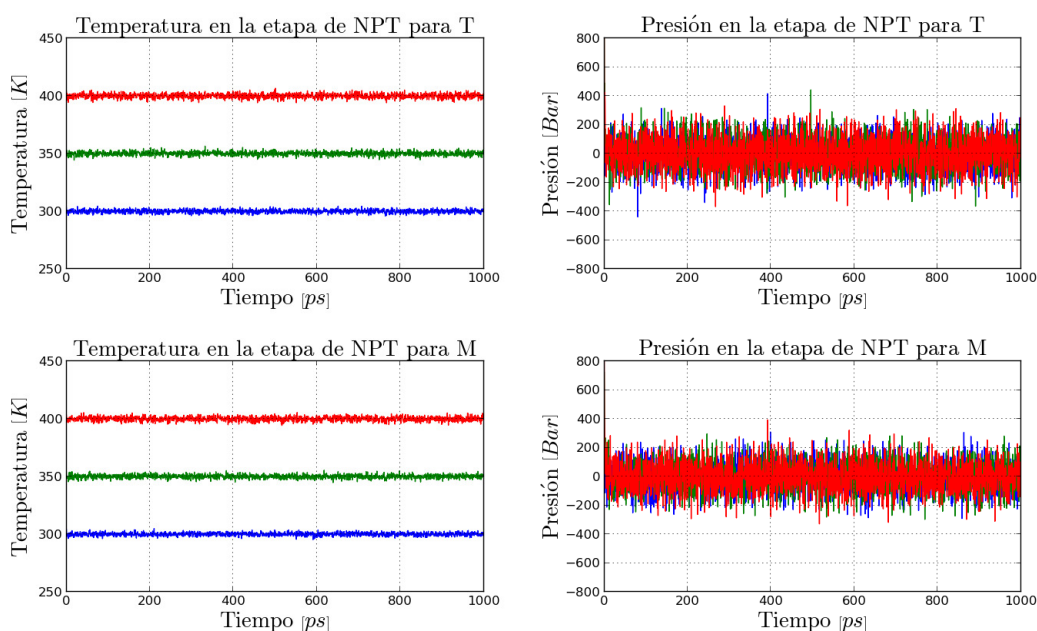 Temperatura en la etapa de NPT para T
450
400
350
300
250
Temperatura [K]
0 200 400 600 800 1000
Tiempo [ps]
Presión en la etapa de NPT para T
800
600
400
200
0
−200
−400
−600
−800
Presión [Bar]
0 200 400 600 800 1000
Tiempo [ps]
Temperatura en la etapa de NPT para M
450
400
350
300
250
Temperatura [K]
0 200 400 600 800 1000
Tiempo [ps]
Presión en la etapa de NPT para M
800
600
400
200
0
−200
−400
−600
−800
Presión [Bar]
0 200 400 600 800 1000
Tiempo [ps]